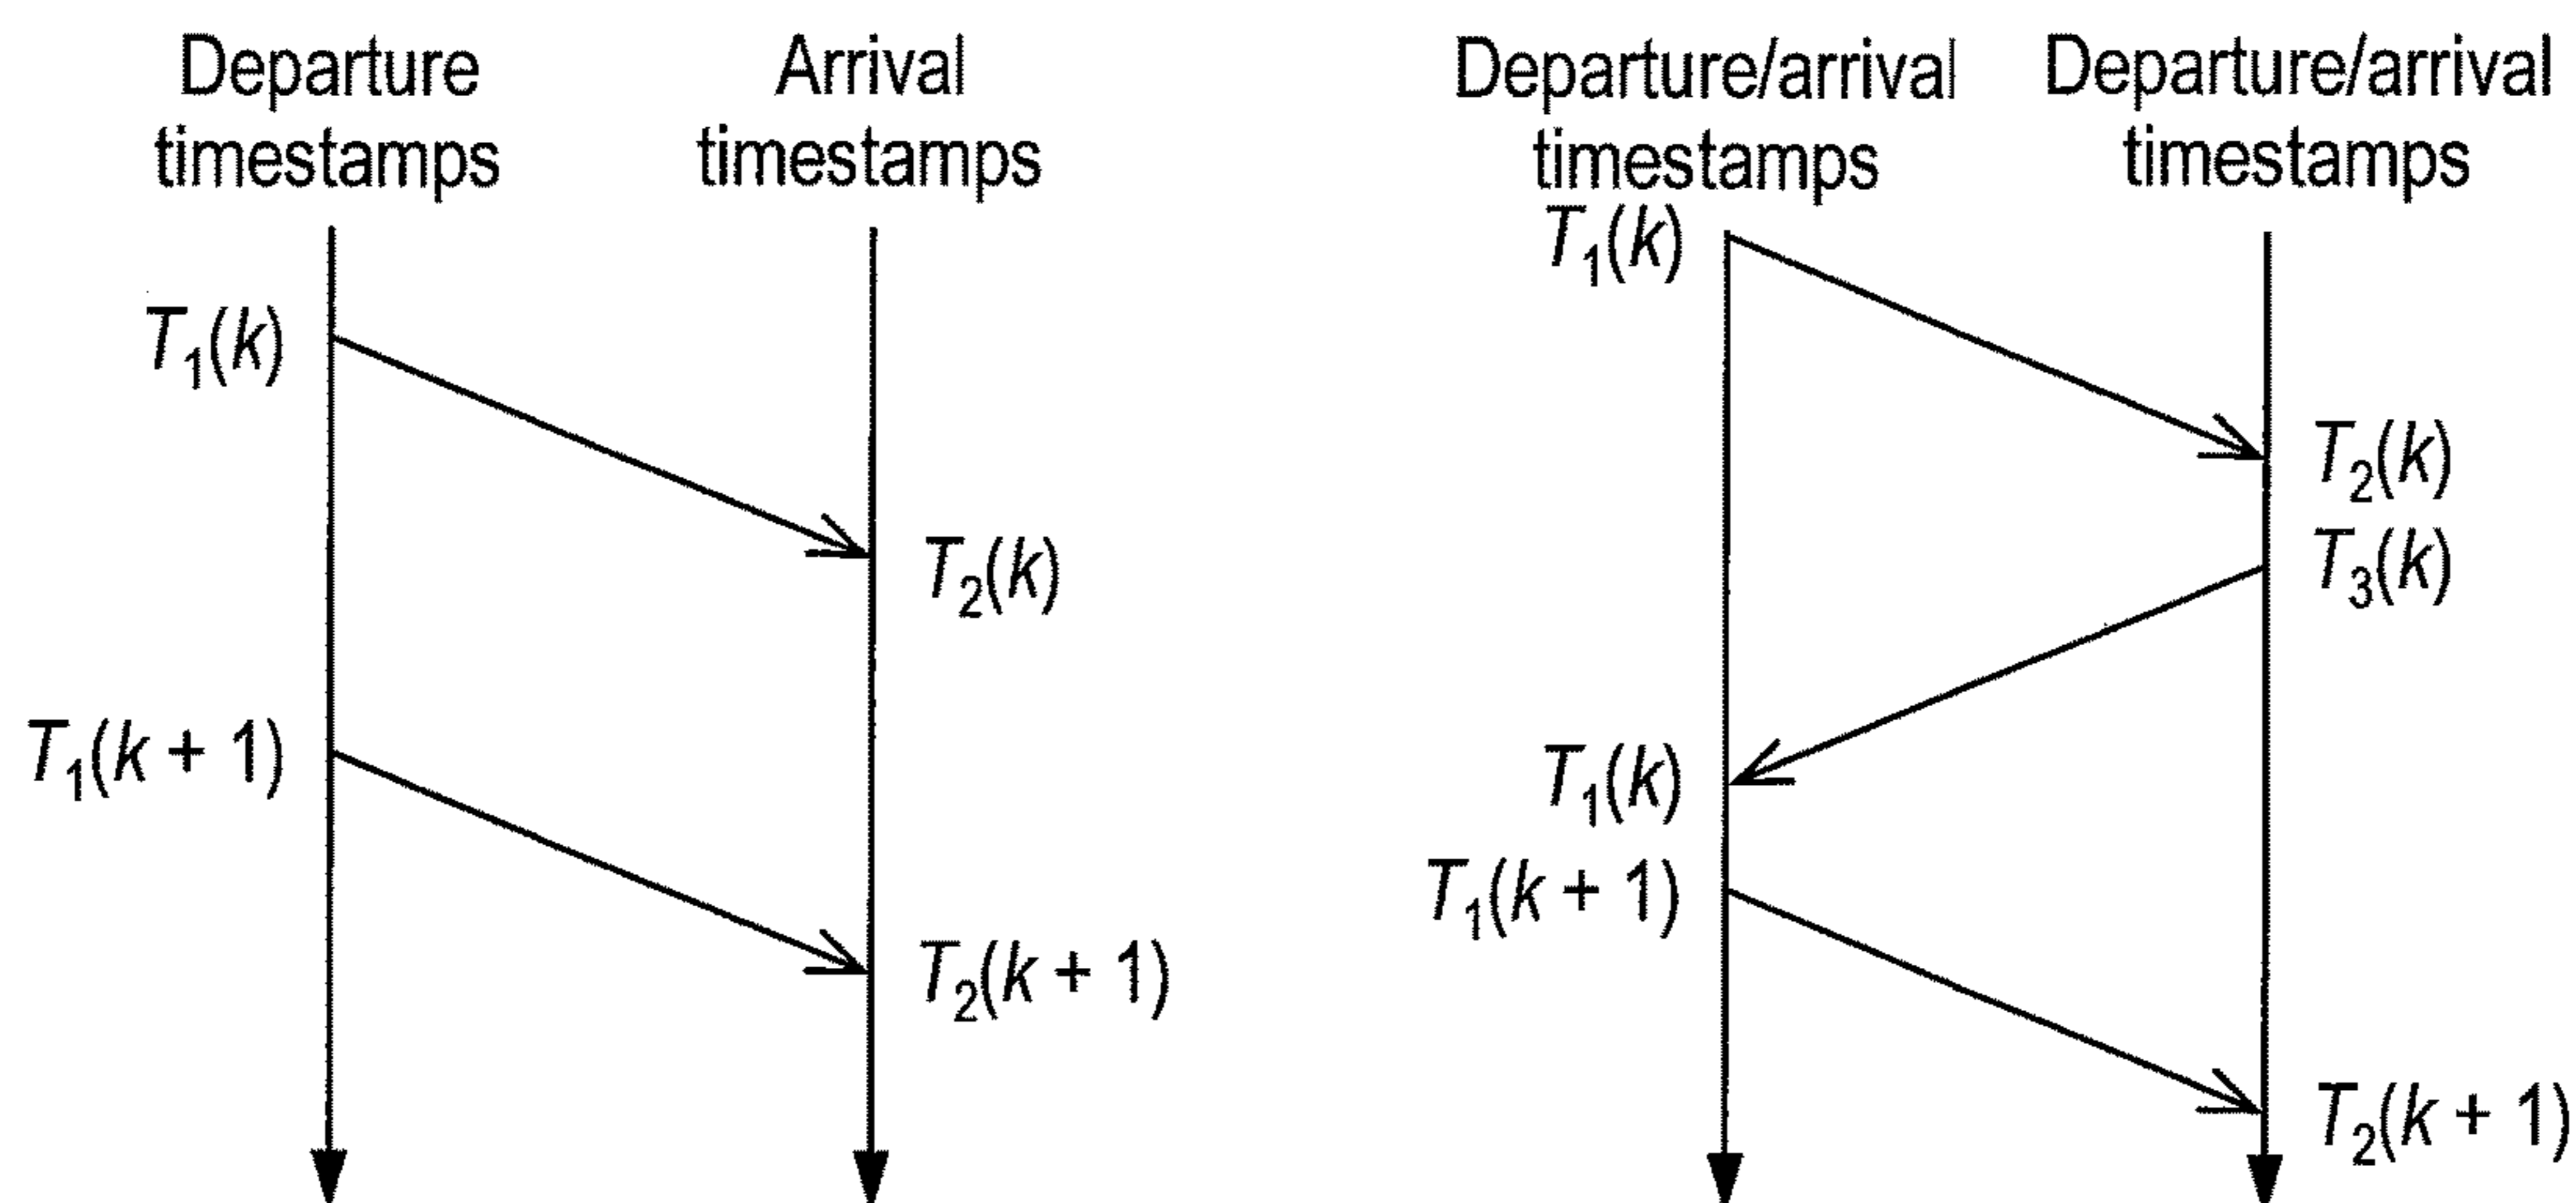 Departure
timestamps
Arrival
timestamps
T₁(k)
T₂(k)
T₁(k + 1)
T₂(k + 1)
Departure/arrival
timestamps
Departure/arrival
timestamps
T₁(k)
T₂(k)
T₃(k)
T₁(k)
T₁(k + 1)
T₂(k + 1)